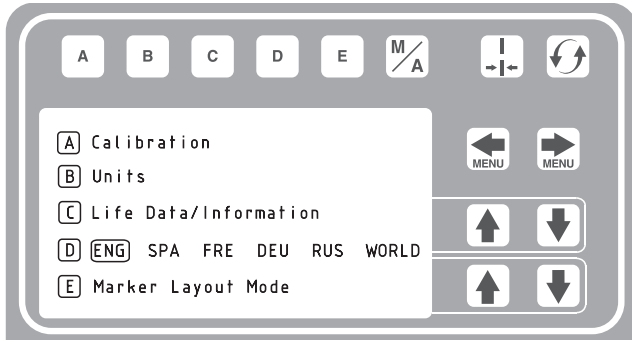 A B C D E M/A
MENU MENU
A Calibration
B Units
C Life Data/Information
D ENG SPA FRE DEU RUS WORLD
E Marker Layout Mode